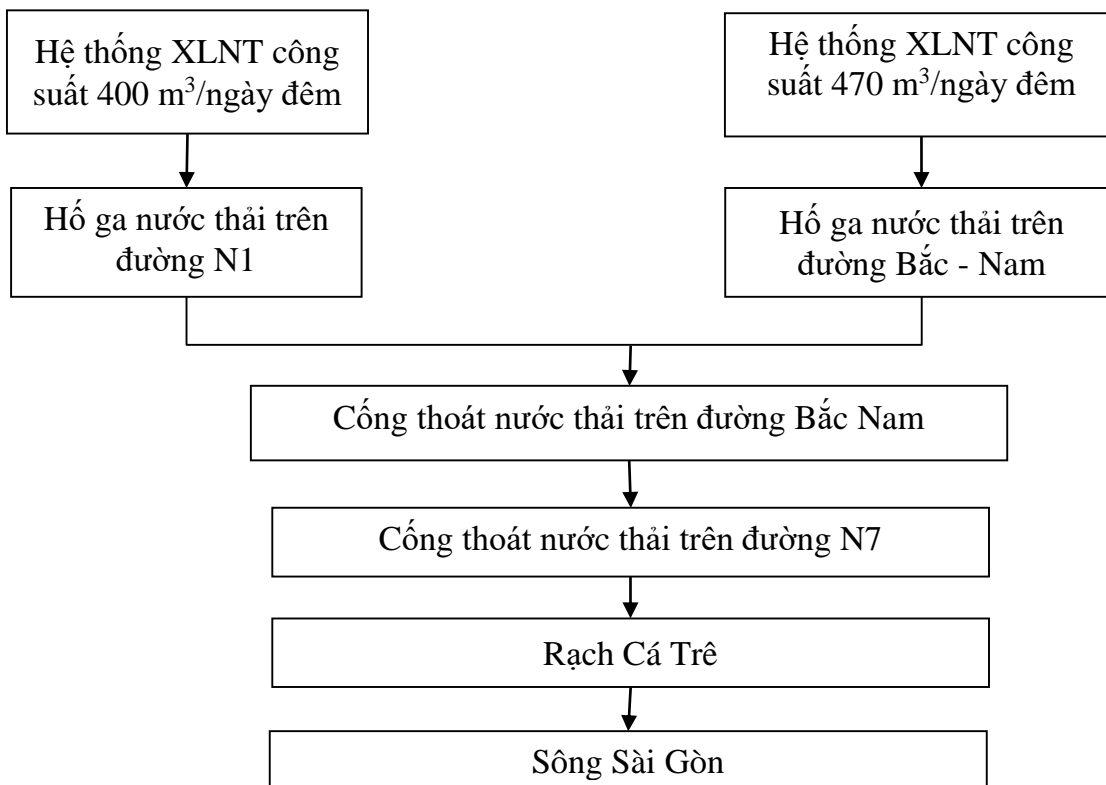 Hệ thống XLNT công
suất 400 m³/ngày đêm
Hệ thống XLNT công
suất 470 m³/ngày đêm
Hố ga nước thải trên
đường N1
Hố ga nước thải trên
đường Bắc - Nam
Cống thoát nước thải trên đường Bắc Nam
Cống thoát nước thải trên đường N7
Rạch Cá Trê
Sông Sài Gòn